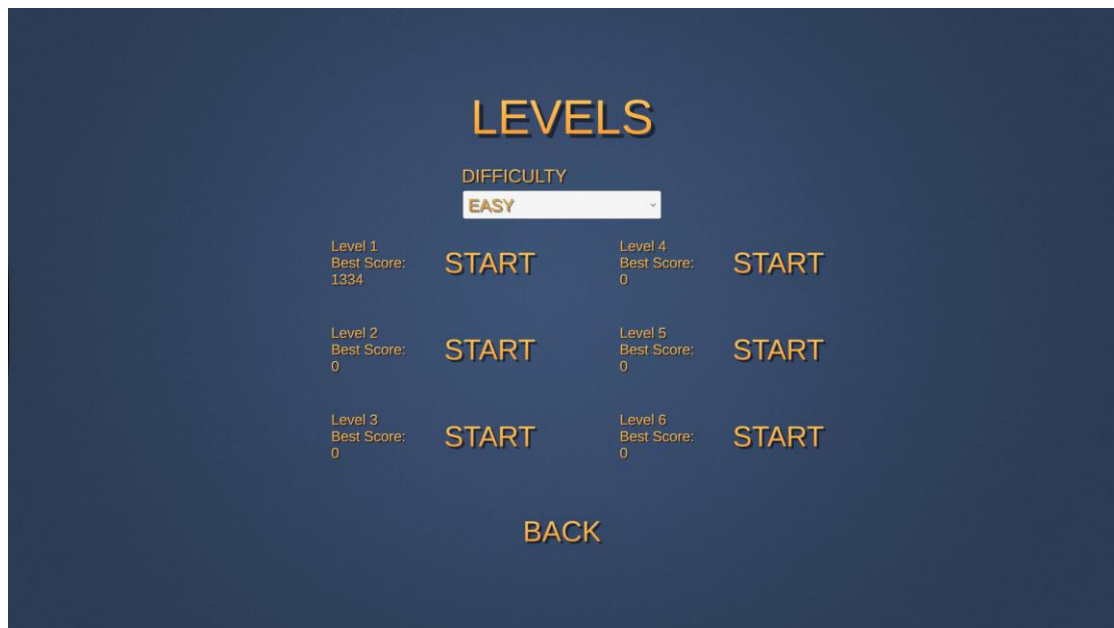 LEVELS
DIFFICULTY
EASY
Level 1
Best Score:
1334
START
Level 4
Best Score:
0
START
Level 2
Best Score:
0
START
Level 5
Best Score:
0
START
Level 3
Best Score:
0
START
Level 6
Best Score:
0
START
BACK